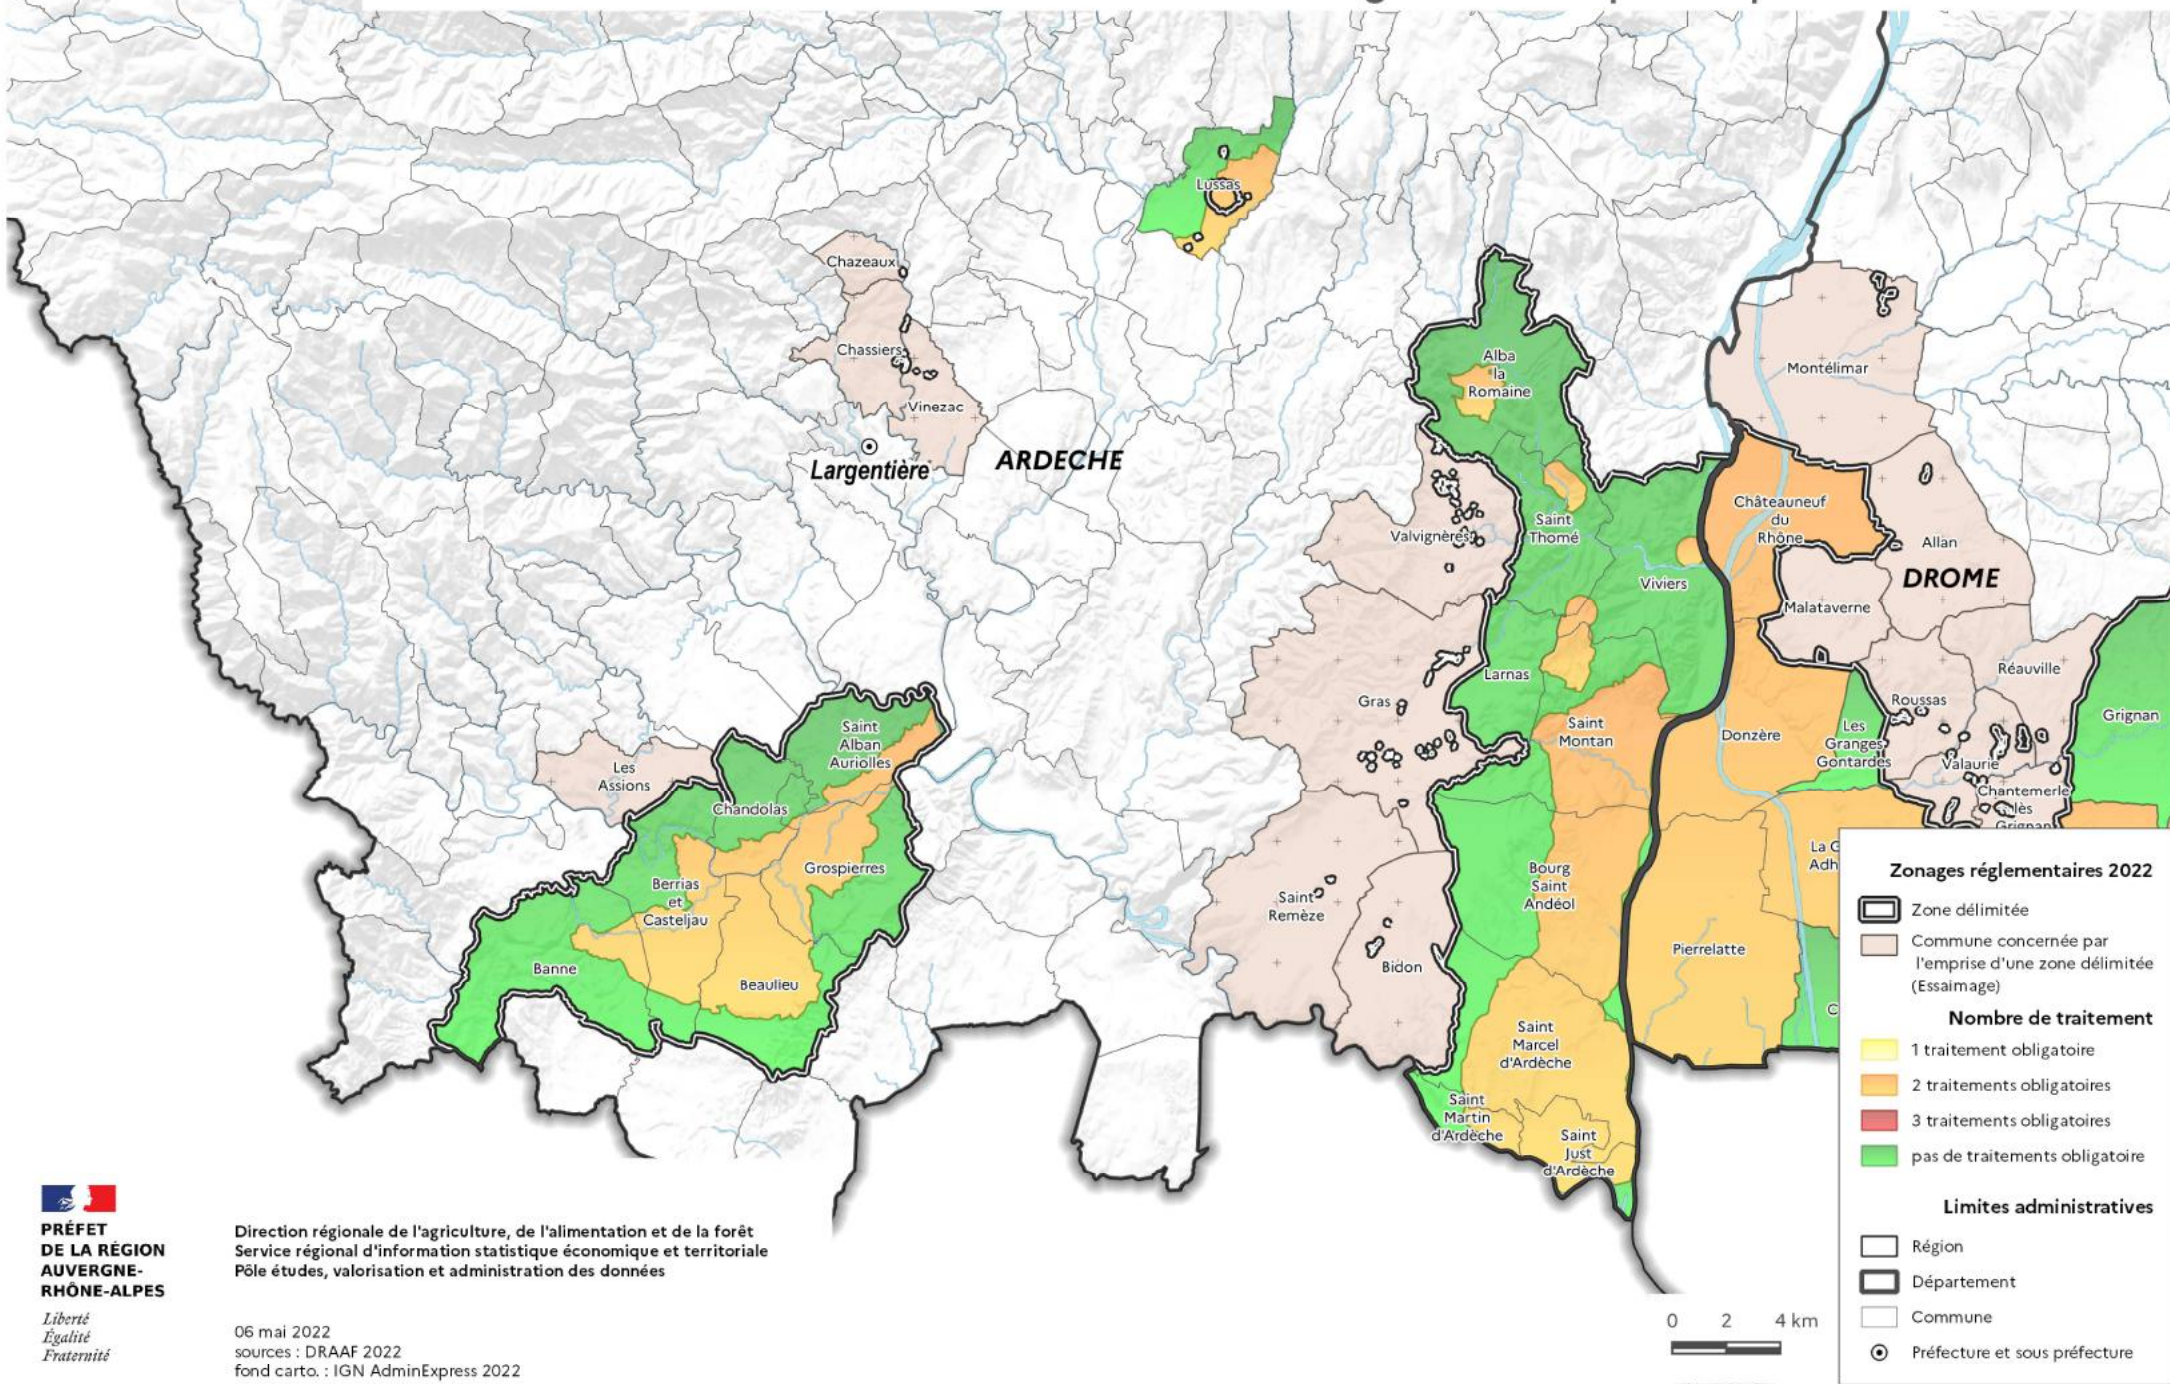 Lussas
Chazeaux
Chassiers
Vinezac
Largentière
ARDECHE
Alba
la
Romaine
Montélimar
Châteauneuf
du
Rhône
Saint
Thomé
Valvignères
Allan
DROME
Viviers
Malataverne
Larnas
Réauville
Gras
Roussas
Grignan
Saint
Montan
Donzère
Les
Granges
Gontardes
Valaurie
Chantemerle
lès
Grignan
Saint
Alban
Auriolles
Les
Assions
Chandolas
Grospierres
Berrias
et
Casteljau
Banne
Beaulieu
Saint
Remèze
Bidon
Bourg
Saint
Andéol
Pierrelatte
Saint
Marcel
d'Ardèche
Saint
Martin
d'Ardèche
Saint
Just
d'Ardèche
Zonages réglementaires 2022
Zone délimitée
Commune concernée par
l'emprise d'une zone délimitée
(Essaimage)
Nombre de traitement
1 traitement obligatoire
2 traitements obligatoires
3 traitements obligatoires
pas de traitements obligatoire
Limites administratives
Région
Département
Commune
Préfecture et sous préfecture
0 2 4 km
PRÉFET
DE LA RÉGION
AUVERGNE-
RHÔNE-ALPES
Liberté
Égalité
Fraternité
Direction régionale de l'agriculture, de l'alimentation et de la forêt
Service régional d'information statistique économique et territoriale
Pôle études, valorisation et administration des données
06 mai 2022
sources : DRAAF 2022
fond carto. : IGN AdminExpress 2022